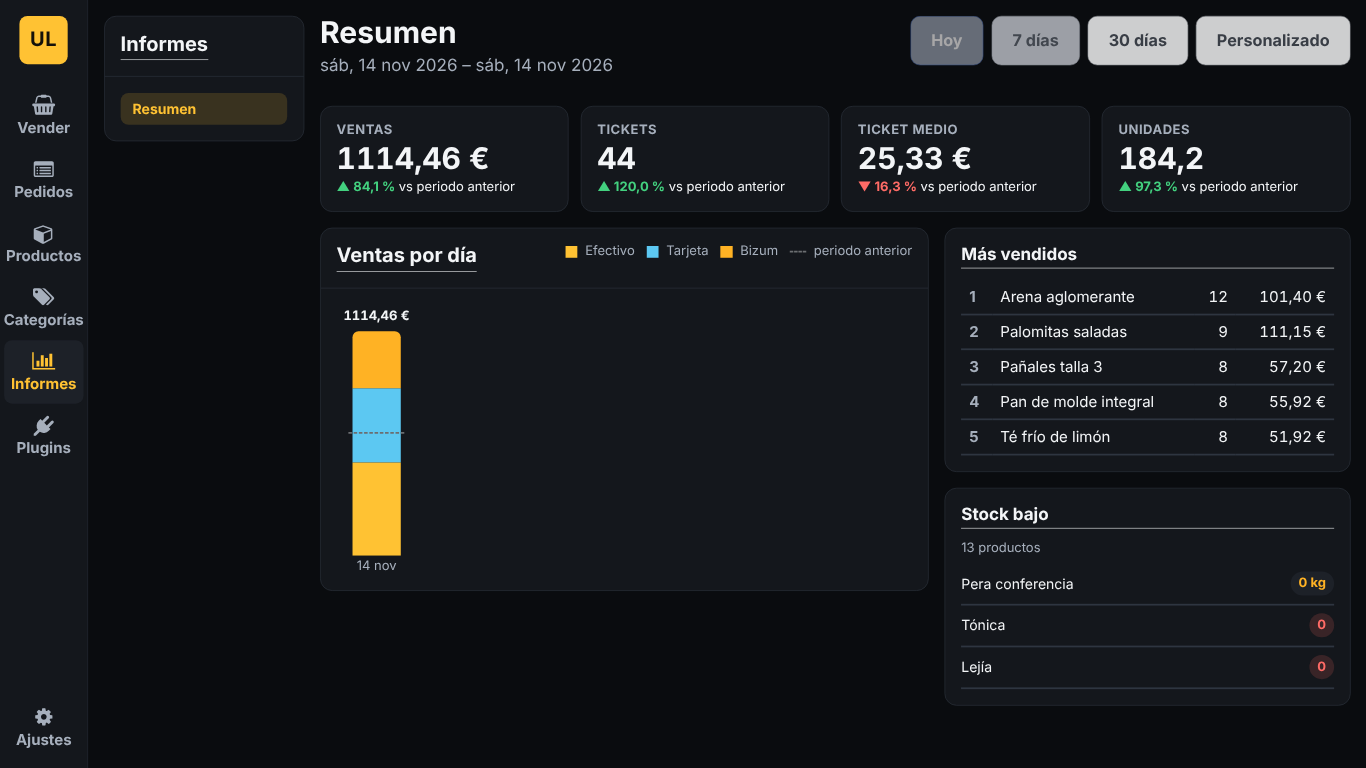 UL
Vender
Pedidos
Productos
Categorías
Informes
Plugins
Ajustes
Informes
Resumen
Resumen
sáb, 14 nov 2026 – sáb, 14 nov 2026
Hoy
7 días
30 días
Personalizado
VENTAS
1114,46 €
▲ 84,1 % vs periodo anterior
TICKETS
44
▲ 120,0 % vs periodo anterior
TICKET MEDIO
25,33 €
▼ 16,3 % vs periodo anterior
UNIDADES
184,2
▲ 97,3 % vs periodo anterior
Ventas por día
Efectivo
Tarjeta
Bizum
periodo anterior
1114,46 €
14 nov
Más vendidos
1 Arena aglomerante 12 101,40 €
2 Palomitas saladas 9 111,15 €
3 Pañales talla 3 8 57,20 €
4 Pan de molde integral 8 55,92 €
5 Té frío de limón 8 51,92 €
Stock bajo
13 productos
Pera conferencia 0 kg
Tónica 0
Lejía 0